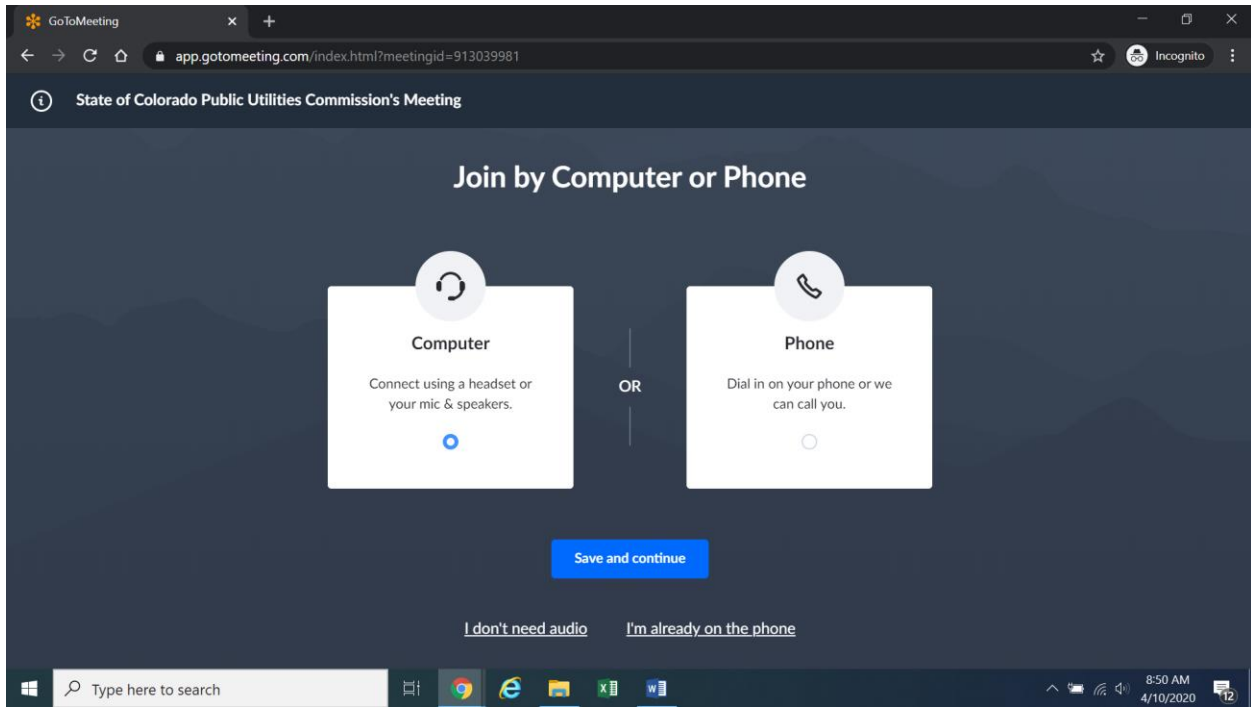 GoToMeeting
app.gotomeeting.com/index.html?meetingid=913039981
Incognito
State of Colorado Public Utilities Commission's Meeting
Join by Computer or Phone
Computer
Connect using a headset or
your mic & speakers.
OR
Phone
Dial in on your phone or we
can call you.
Save and continue
I don't need audio
I'm already on the phone
Type here to search
8:50 AM
4/10/2020
12